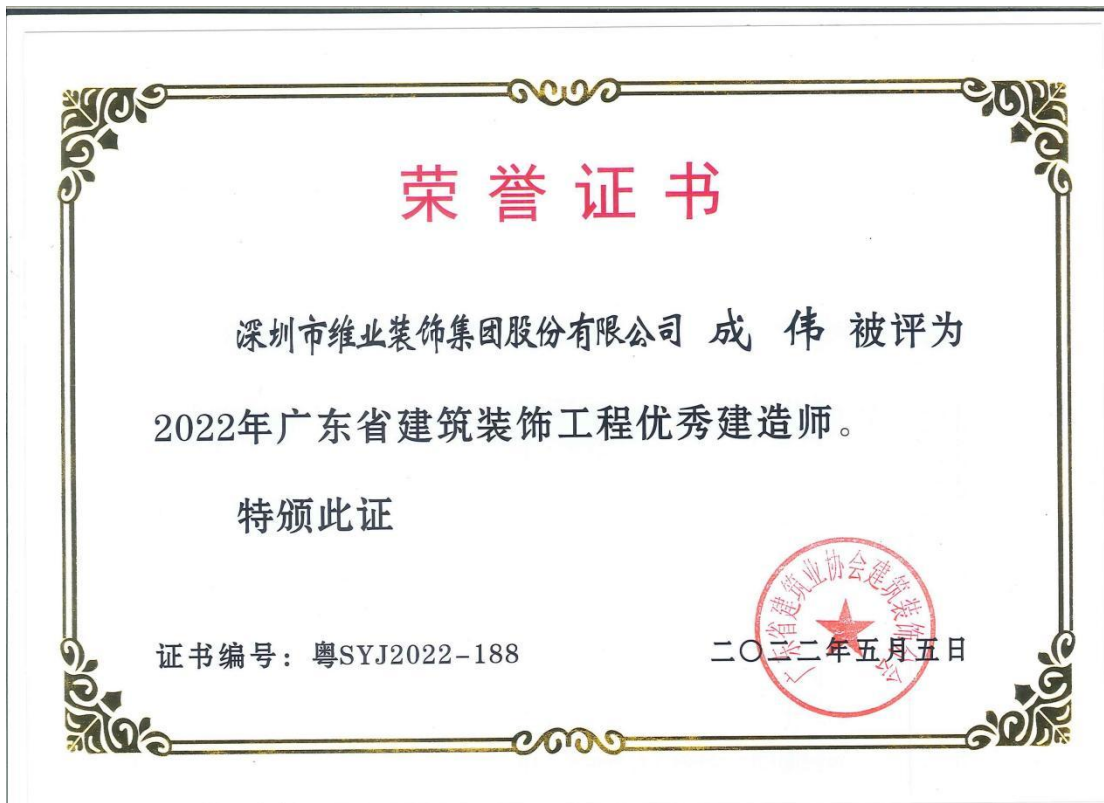 荣誉证书
深圳市维业装饰集团股份有限公司 成 伟 被评为
2022年广东省建筑装饰工程优秀建造师。
特颁此证
广东省建筑业协会建筑装饰分会
证书编号：粤SYJ2022-188
二〇二二年五月五日